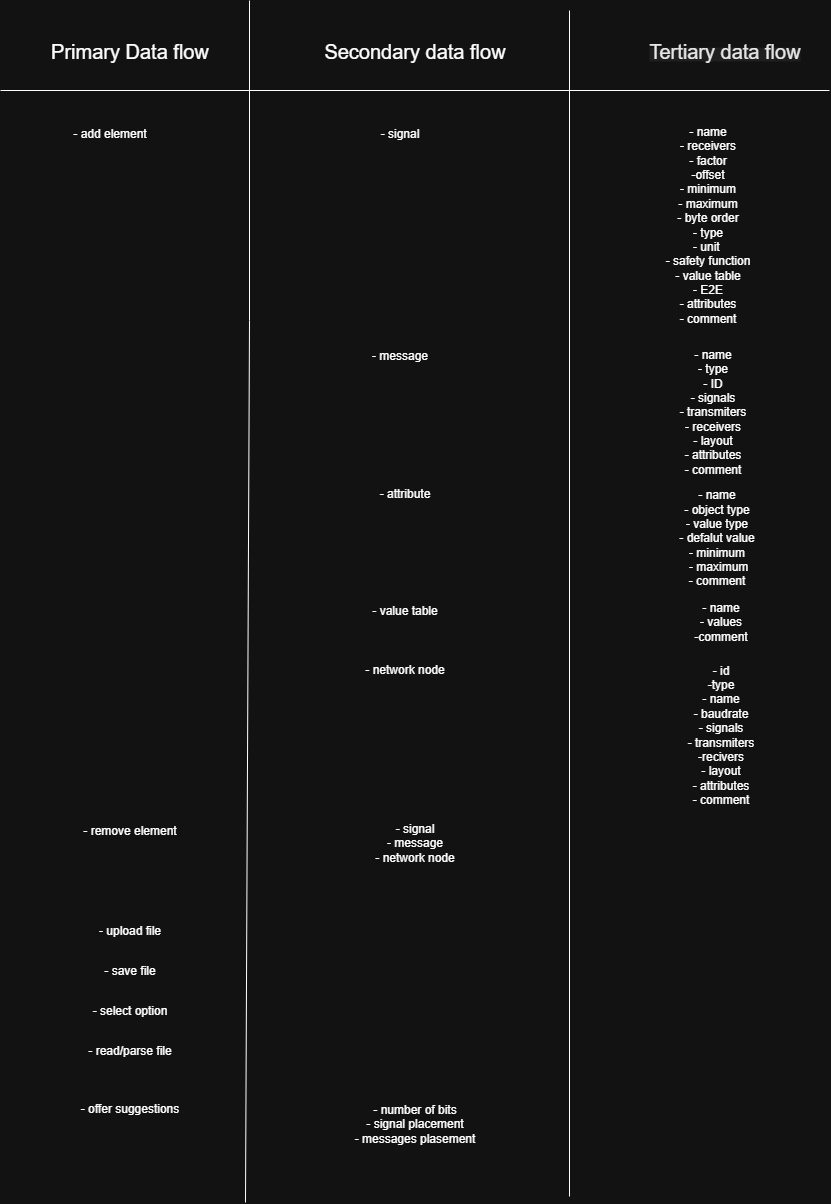 Primary Data flow
Secondary data flow
Tertiary data flow
- add element
- signal
- name
- receivers
- factor
-offset
- minimum
- maximum
- byte order
- type
- unit
- safety function
- value table
- E2E
- attributes
- comment
- message
- name
- type
- ID
- signals
- transmiters
- receivers
- layout
- attributes
- comment
- attribute
- name
- object type
- value type
- defalut value
- minimum
- maximum
- comment
- value table
- name
- values
-comment
- network node
- id
-type
- name
- baudrate
- signals
- transmiters
-recivers
- layout
- attributes
- comment
- remove element
- signal
- message
- network node
- upload file
- save file
- select option
- read/parse file
- offer suggestions
- number of bits
- signal placement
- messages plasement